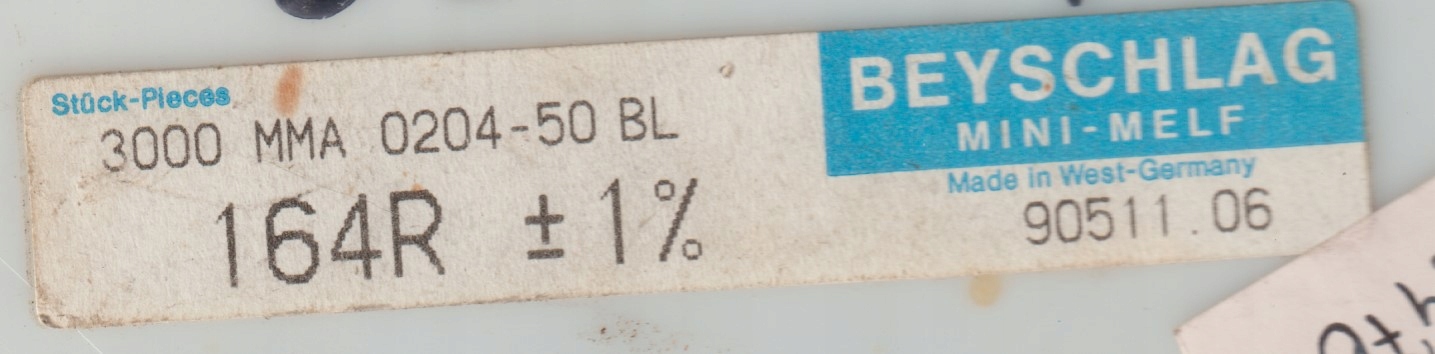 Stück-Pieces
3000 MMA 0204-50 BL
164R ±1%
BEYSCHLAG
MINI-MELF
Made in West-Germany
90511.06